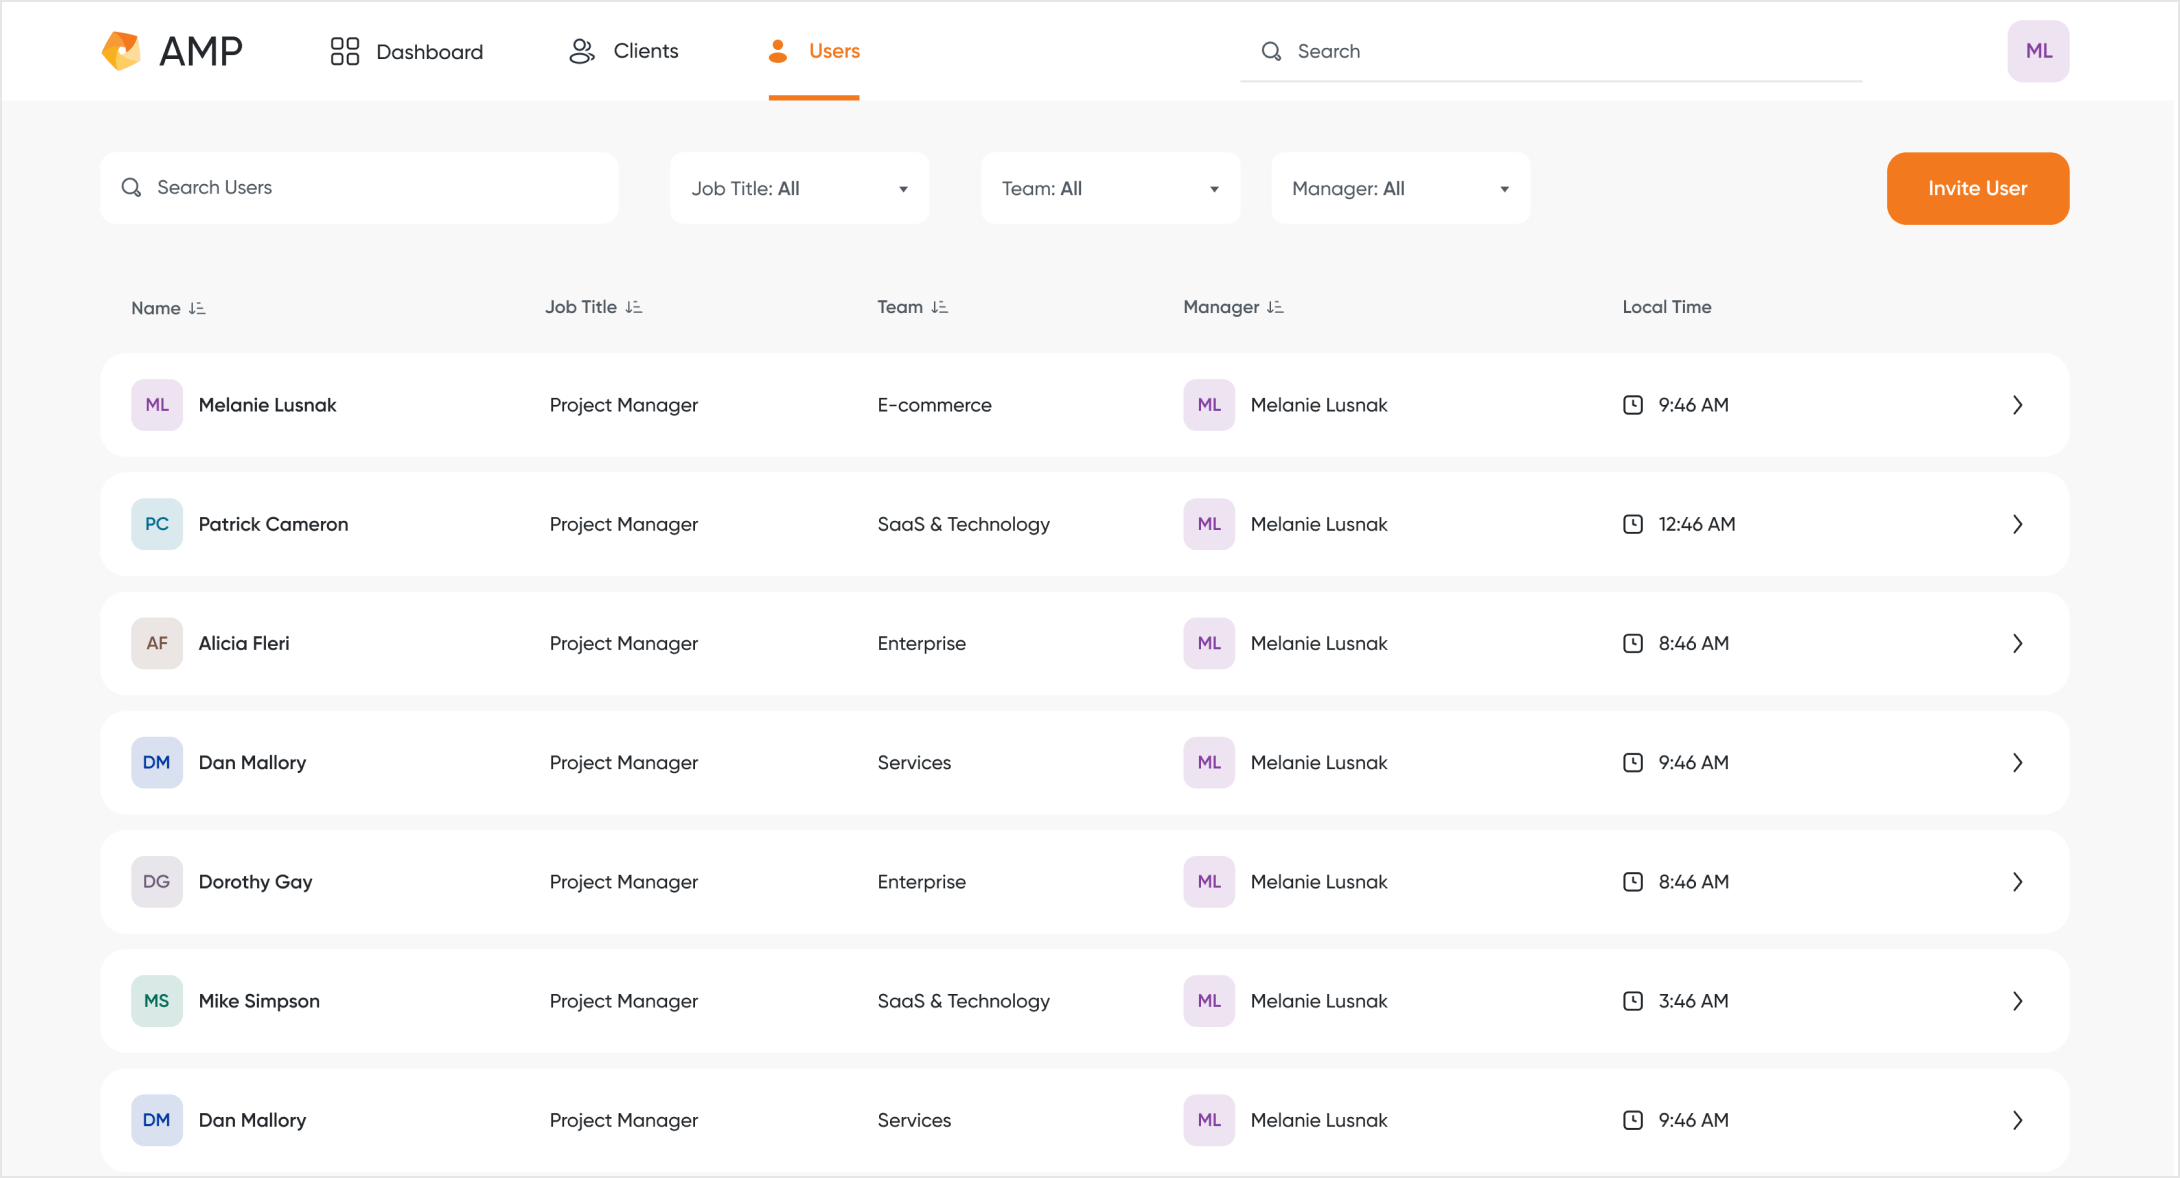 AMP Dashboard Clients Users Search ML
Search Users Job Title: All Team: All Manager: All Invite User
Name Job Title Team Manager Local Time
ML Melanie Lusnak Project Manager E-commerce ML Melanie Lusnak 9:46 AM
PC Patrick Cameron Project Manager SaaS & Technology ML Melanie Lusnak 12:46 AM
AF Alicia Fleri Project Manager Enterprise ML Melanie Lusnak 8:46 AM
DM Dan Mallory Project Manager Services ML Melanie Lusnak 9:46 AM
DG Dorothy Gay Project Manager Enterprise ML Melanie Lusnak 8:46 AM
MS Mike Simpson Project Manager SaaS & Technology ML Melanie Lusnak 3:46 AM
DM Dan Mallory Project Manager Services ML Melanie Lusnak 9:46 AM